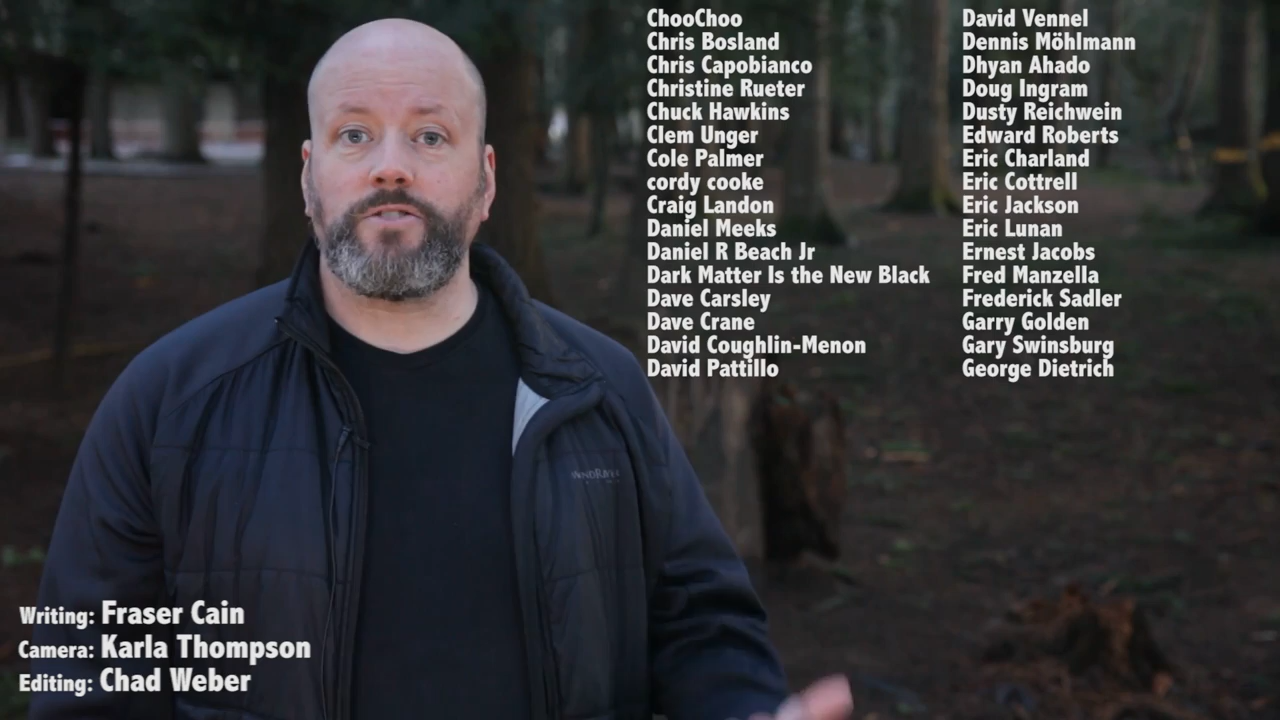 ChooChoo
Chris Bosland
Chris Capobianco
Christine Rueter
Chuck Hawkins
Clem Unger
Cole Palmer
cordy cooke
Craig Landon
Daniel Meeks
Daniel R Beach Jr
Dark Matter Is the New Black
Dave Carsley
Dave Crane
David Coughlin-Menon
David Pattillo
David Vennel
Dennis Möhlmann
Dhyan Ahado
Doug Ingram
Dusty Reichwein
Edward Roberts
Eric Charland
Eric Cottrell
Eric Jackson
Eric Lunan
Ernest Jacobs
Fred Manzella
Frederick Sadler
Garry Golden
Gary Swinsburg
George Dietrich
Writing: Fraser Cain
Camera: Karla Thompson
Editing: Chad Weber